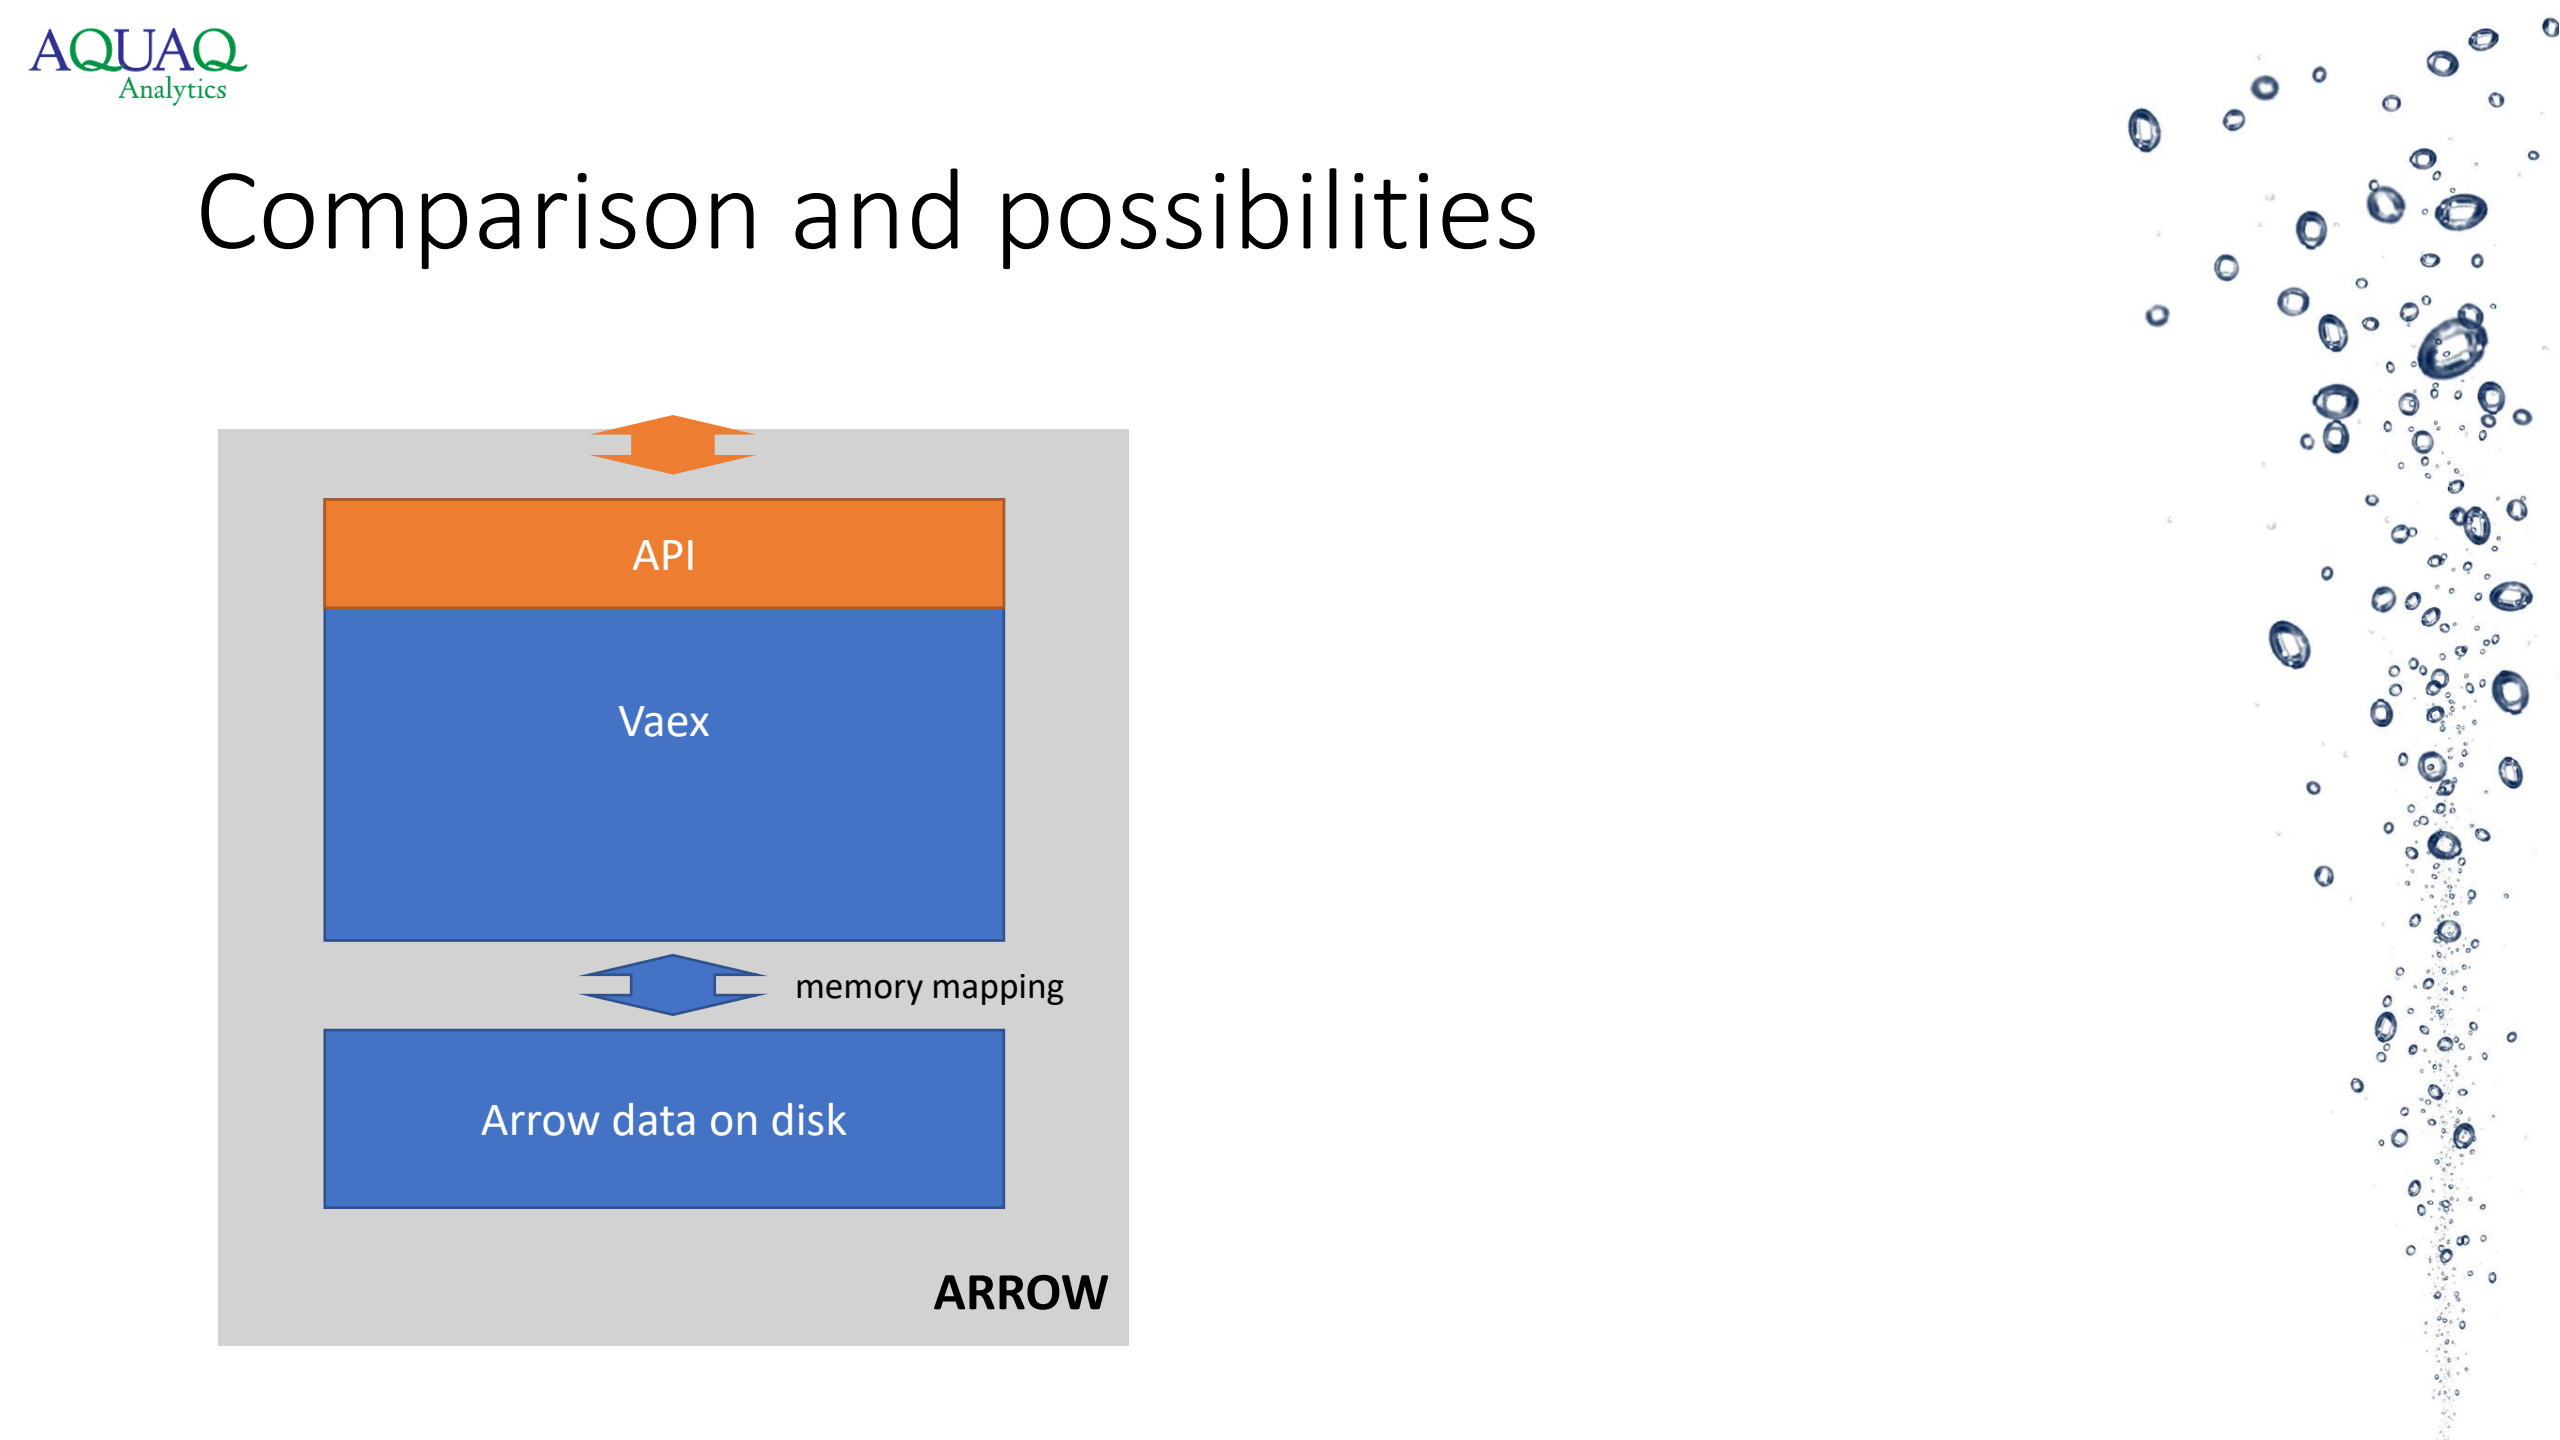 AQUAQ
Analytics
Comparison and possibilities
API
Vaex
memory mapping
Arrow data on disk
ARROW